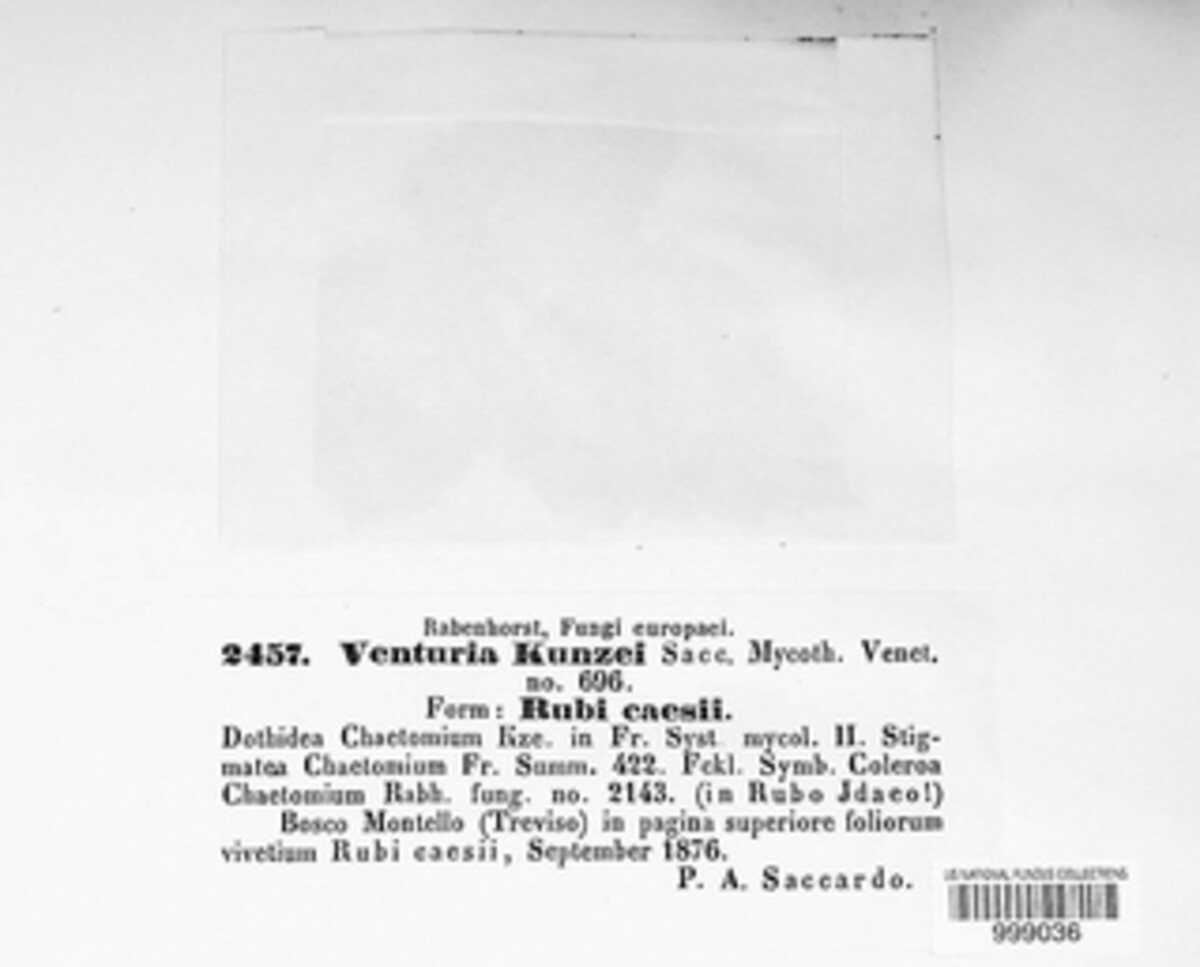 Rabenhorst, Fungi europaei.
2457. Venturia Kunzei Sacc. Mycoth. Venet.
no. 696.
Form: Rubi caesii.
Dothidea Chaetomium Kze. in Fr. Syst. mycol. II. Stig-
matea Chaetomium Fr. Summ. 422. Fckl. Symb. Coleroa
Chaetomium Rabh. fung. no. 2143. (in Rubo Jdaeo!)
Bosco Montello (Treviso) in pagina superiore foliorum
vivetium Rubi caesii, September 1876.
P. A. Saccardo.
US NATIONAL FUNGUS COLLECTIONS
999036